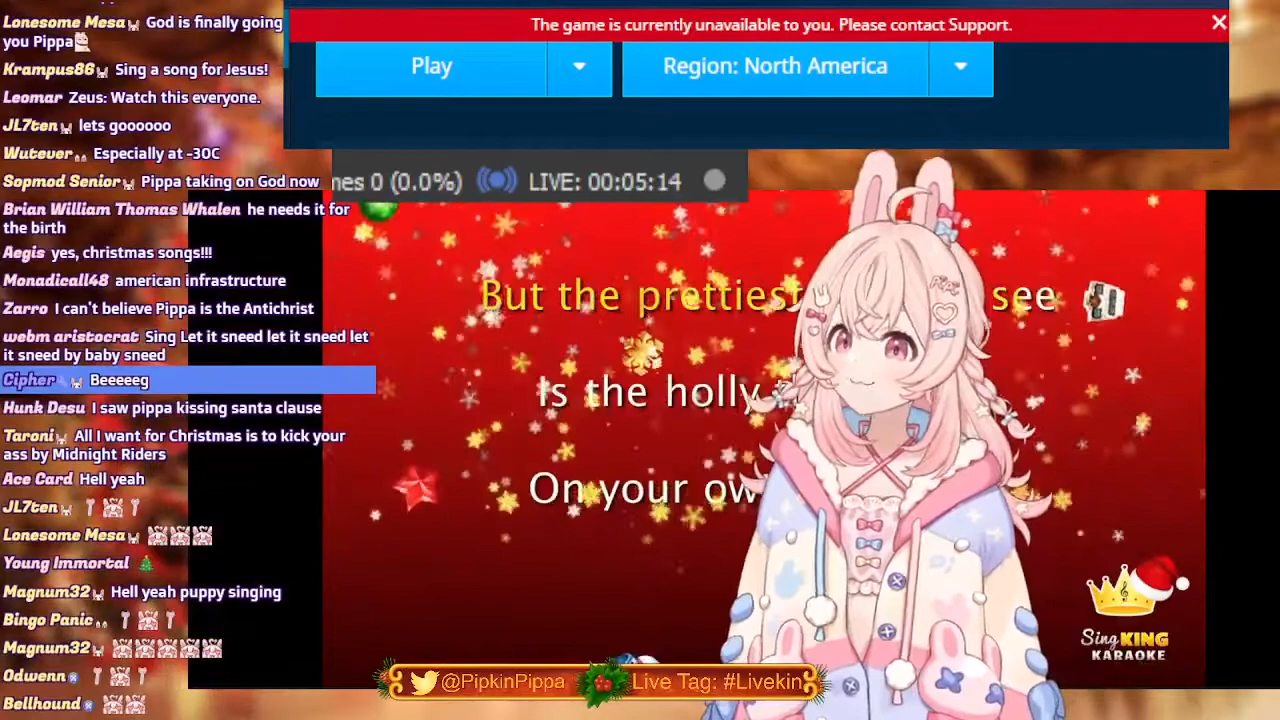 Lonesome Mesa God is finally going
you Pippa
Krampus86 Sing a song for Jesus!
Leomar Zeus: Watch this everyone.
JL7ten lets goooooo
Wutever Especially at -30C
Sopmod Senior Pippa taking on God now
Brian William Thomas Whalen he needs it for
the birth
Aegis yes, christmas songs!!!
Monadicall48 american infrastructure
Zarro I can't believe Pippa is the Antichrist
webm aristocrat Sing Let it sneed let it sneed let
it sneed by baby sneed
Cipher Beeeeeg
Hunk Desu I saw pippa kissing santa clause
Taroni All I want for Christmas is to kick your
ass by Midnight Riders
Ace Card Hell yeah
JL7ten
Lonesome Mesa
Young Immortal
Magnum32 Hell yeah puppy singing
Bingo Panic
Magnum32
Odwenn
Bellhound
The game is currently unavailable to you. Please contact Support.
Play
Region: North America
mes 0 (0.0%) LIVE: 00:05:14
But the prettiest see
Is the holly
On your ow
Sing KING
KARAOKE
@PipkinPippa Live Tag: #Livekin